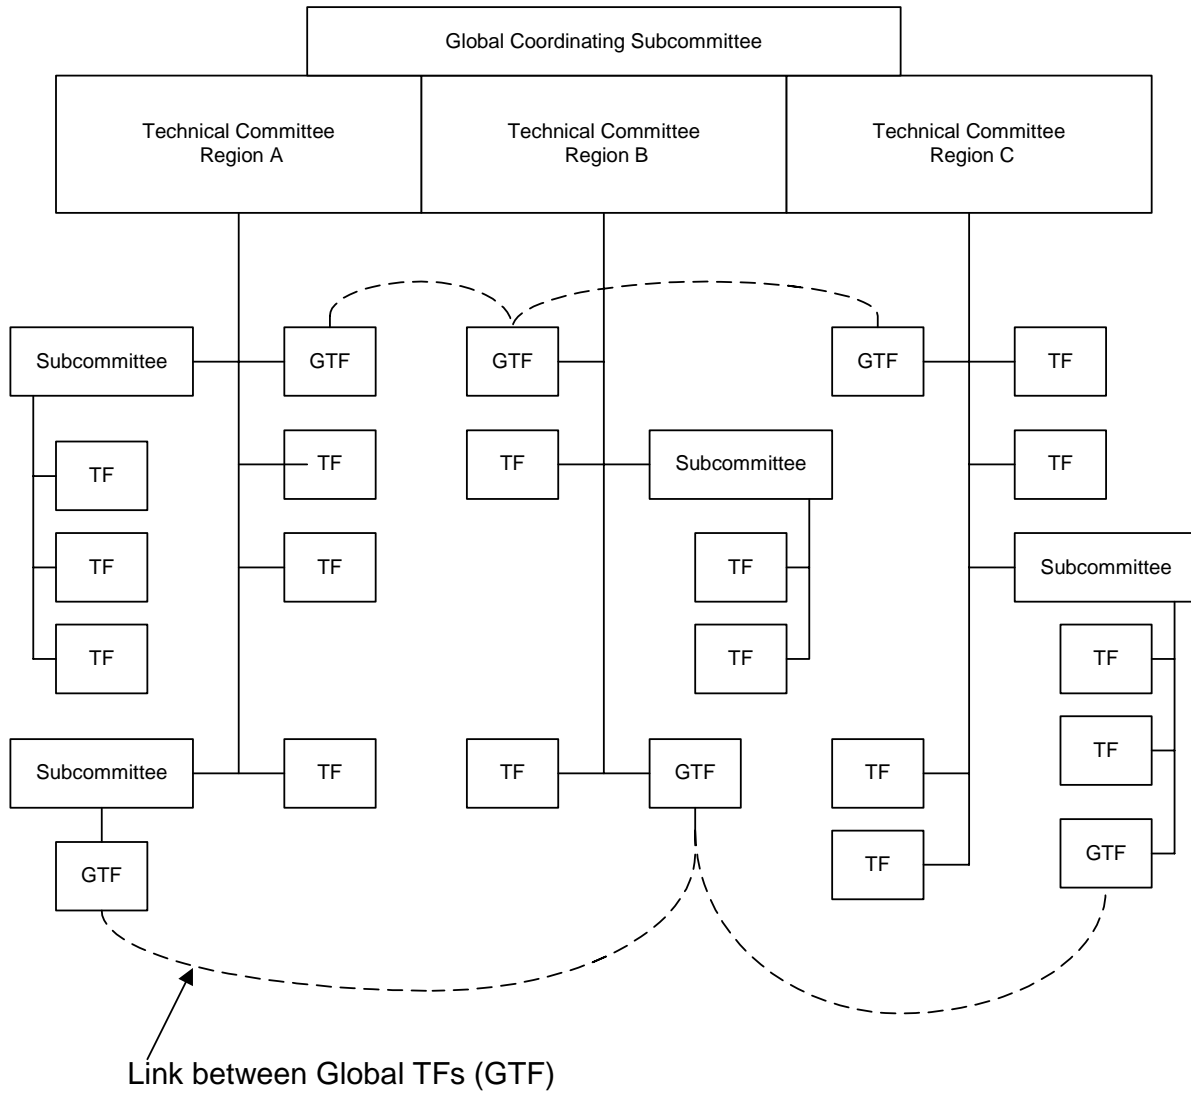 Global Coordinating Subcommittee
Technical Committee
Region A
Technical Committee
Region B
Technical Committee
Region C
Subcommittee
GTF
GTF
GTF
TF
TF
TF
TF
Subcommittee
TF
TF
TF
TF
TF
Subcommittee
TF
TF
TF
TF
Subcommittee
TF
TF
GTF
TF
TF
GTF
TF
GTF
Link between Global TFs (GTF)